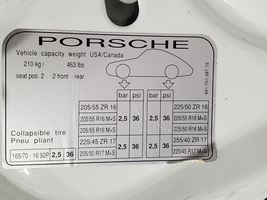 PORSCHE
Vehicle capacity weight USA/Canada
210 kg / 463 lbs
seat pos. 2 2 front - rear
bar psi bar psi
205/55 ZR 16 225/50 ZR 16
205/55 R16 M+S 2,5 36 205/55 R16 M+S 2,5 36
205/50 R16 M+S
Collapsible tire
Pneu pliant
225/45 ZR 17 255/40 ZR 17
165/70 - 16 92P 2,5 36 205/50 R17 M+S 2,5 36 225/45 R17 M+S 2,5 36